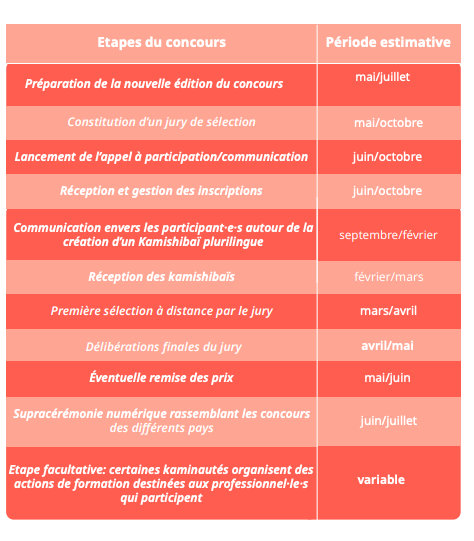 Etapes du concours Période estimative
Préparation de la nouvelle édition du concours mai/juillet
Constitution d'un jury de sélection mai/octobre
Lancement de l'appel à participation/communication juin/octobre
Réception et gestion des inscriptions juin/octobre
Communication envers les participant·e·s autour de la
création d'un Kamishibaï plurilingue septembre/février
Réception des kamishibaïs février/mars
Première sélection à distance par le jury mars/avril
Délibérations finales du jury avril/mai
Éventuelle remise des prix mai/juin
Supracérémonie numérique rassemblant les concours
des différents pays juin/juillet
Etape facultative: certaines kaminautés organisent des
actions de formation destinées aux professionnel·le·s
qui participent variable